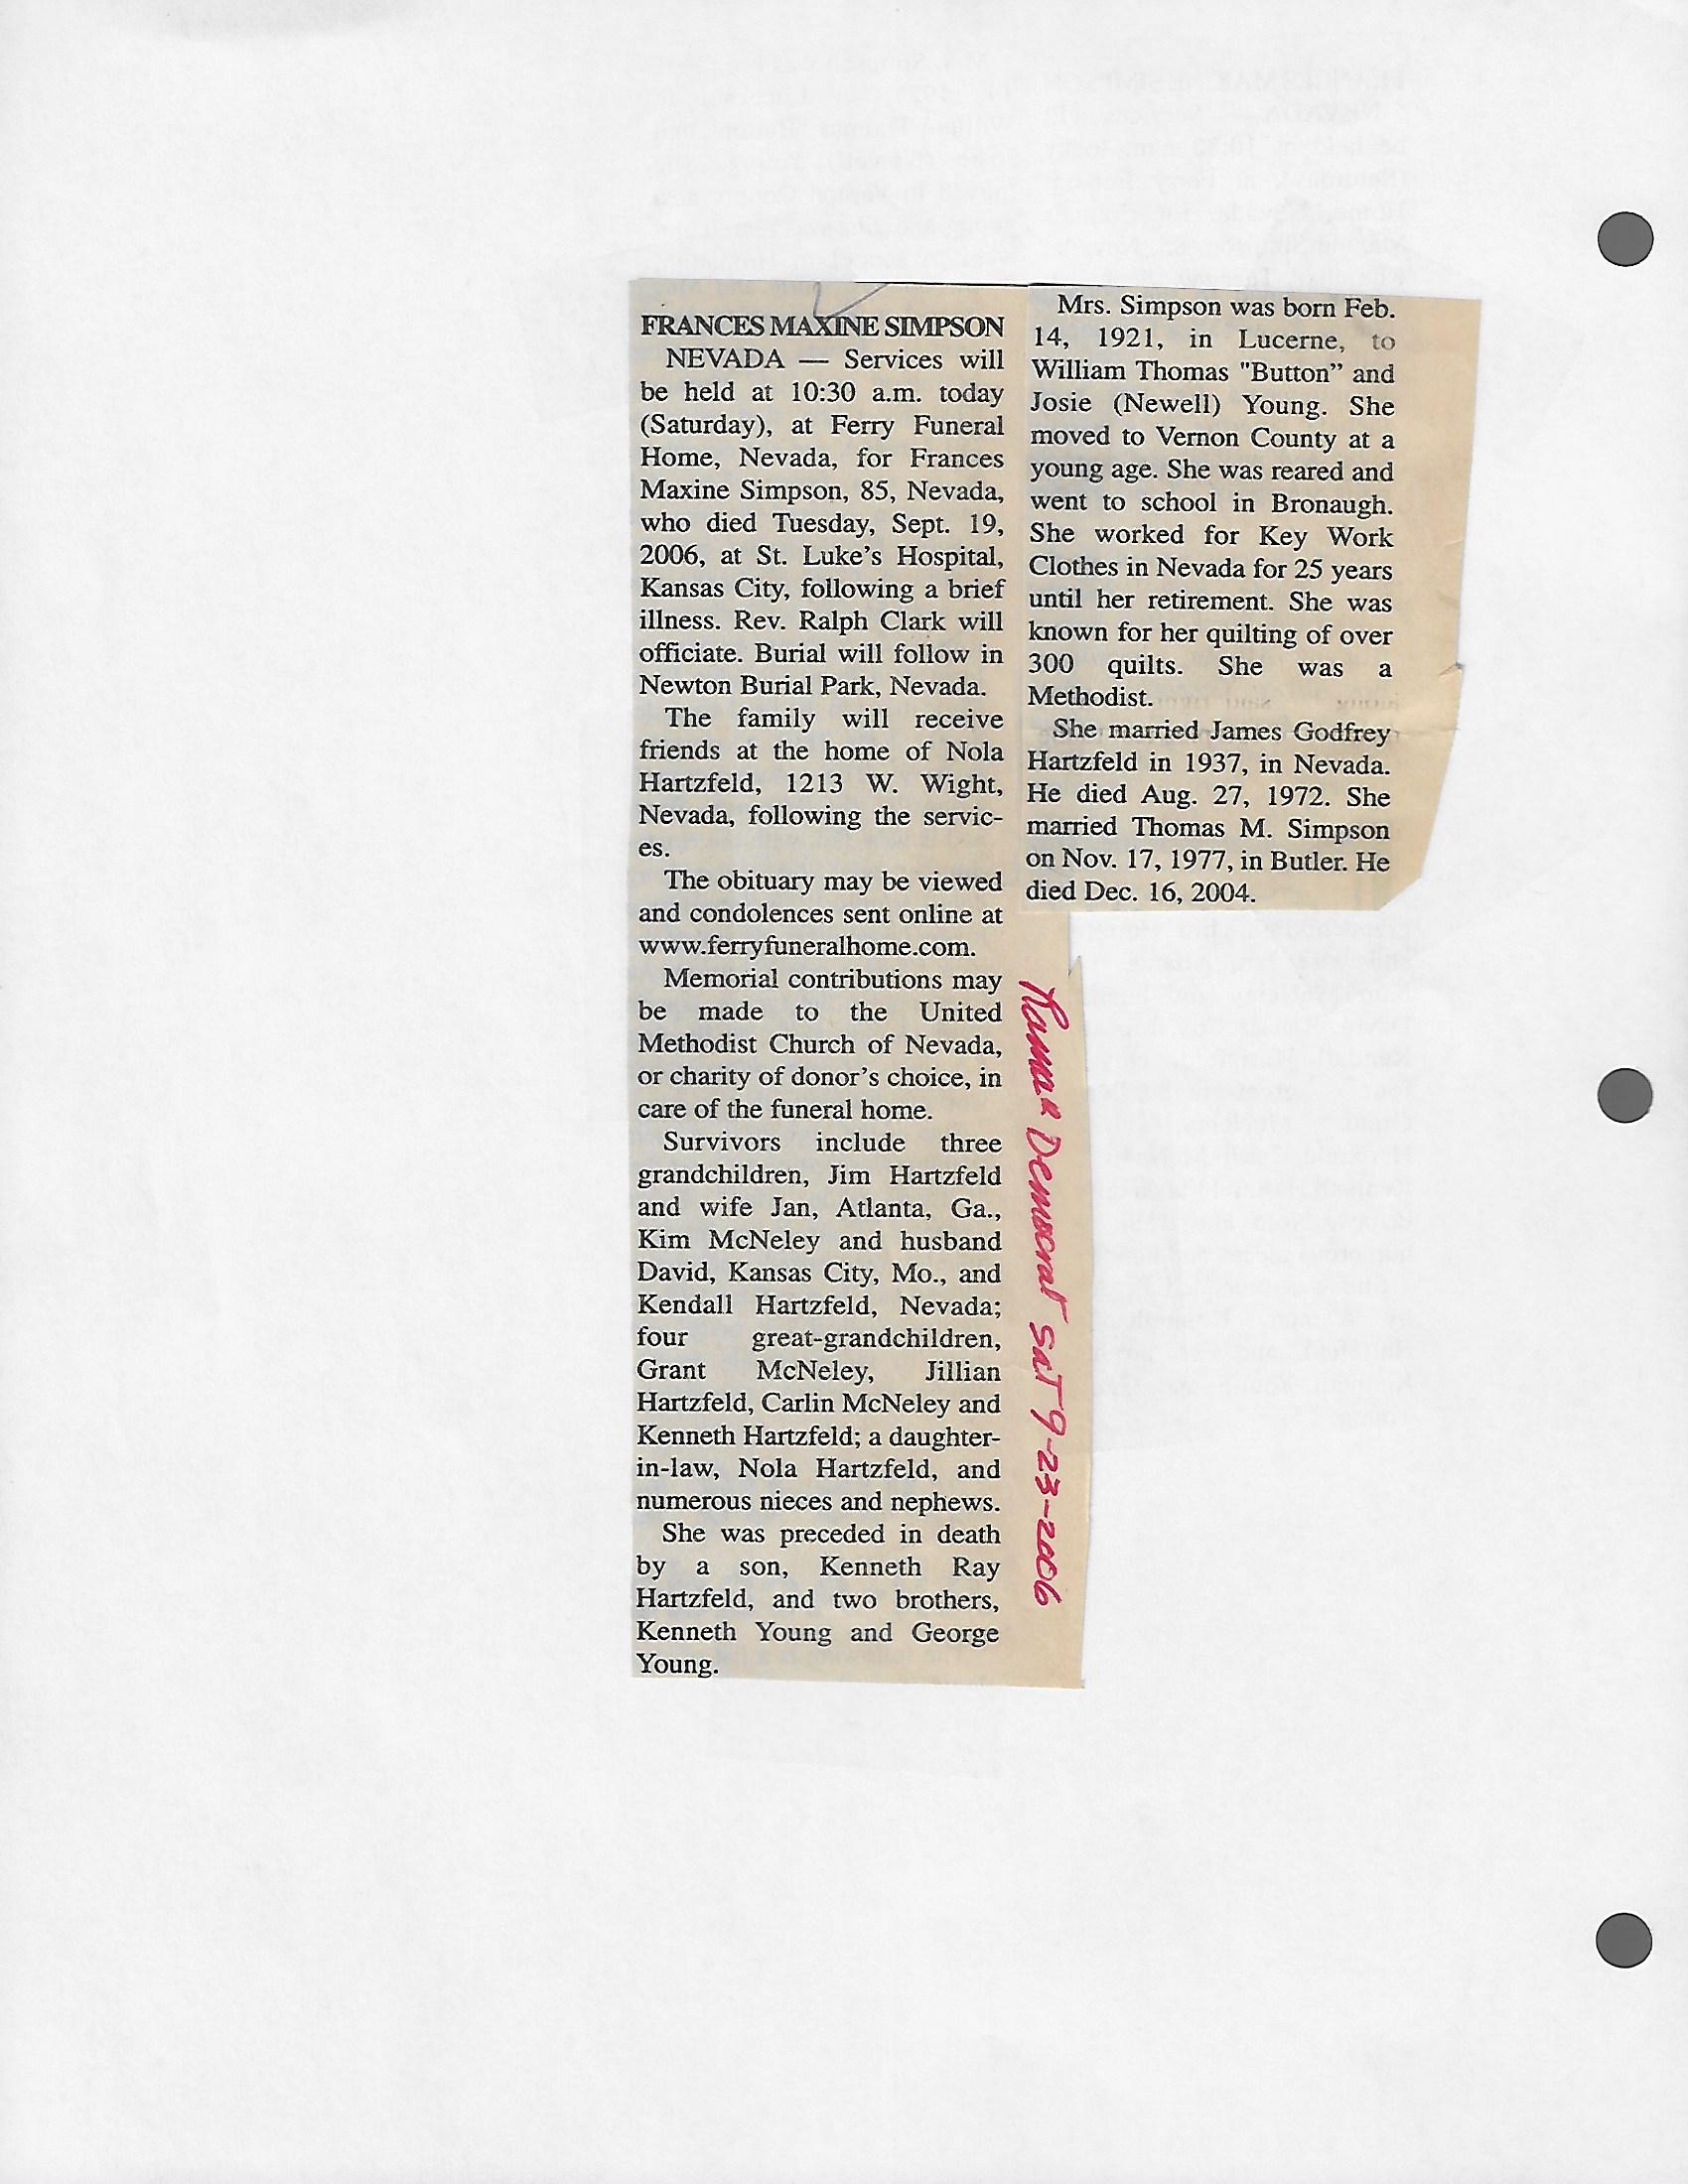 FRANCES MAXINE SIMPSON
NEVADA — Services will
be held at 10:30 a.m. today
(Saturday), at Ferry Funeral
Home, Nevada, for Frances
Maxine Simpson, 85, Nevada,
who died Tuesday, Sept. 19,
2006, at St. Luke's Hospital,
Kansas City, following a brief
illness. Rev. Ralph Clark will
officiate. Burial will follow in
Newton Burial Park, Nevada.
The family will receive
friends at the home of Nola
Hartzfeld, 1213 W. Wight,
Nevada, following the servic-
es.
The obituary may be viewed
and condolences sent online at
www.ferryfuneralhome.com.
Memorial contributions may
be made to the United
Methodist Church of Nevada,
or charity of donor's choice, in
care of the funeral home.
Survivors include three
grandchildren, Jim Hartzfeld
and wife Jan, Atlanta, Ga.,
Kim McNeley and husband
David, Kansas City, Mo., and
Kendall Hartzfeld, Nevada;
four great-grandchildren,
Grant McNeley, Jillian
Hartzfeld, Carlin McNeley and
Kenneth Hartzfeld; a daughter-
in-law, Nola Hartzfeld, and
numerous nieces and nephews.
She was preceded in death
by a son, Kenneth Ray
Hartzfeld, and two brothers,
Kenneth Young and George
Young.
Mrs. Simpson was born Feb.
14, 1921, in Lucerne, to
William Thomas "Button” and
Josie (Newell) Young. She
moved to Vernon County at a
young age. She was reared and
went to school in Bronaugh.
She worked for Key Work
Clothes in Nevada for 25 years
until her retirement. She was
known for her quilting of over
300 quilts. She was a
Methodist.
She married James Godfrey
Hartzfeld in 1937, in Nevada.
He died Aug. 27, 1972. She
married Thomas M. Simpson
on Nov. 17, 1977, in Butler. He
died Dec. 16, 2004.
Lamar Democrat Sat 9-23-2006